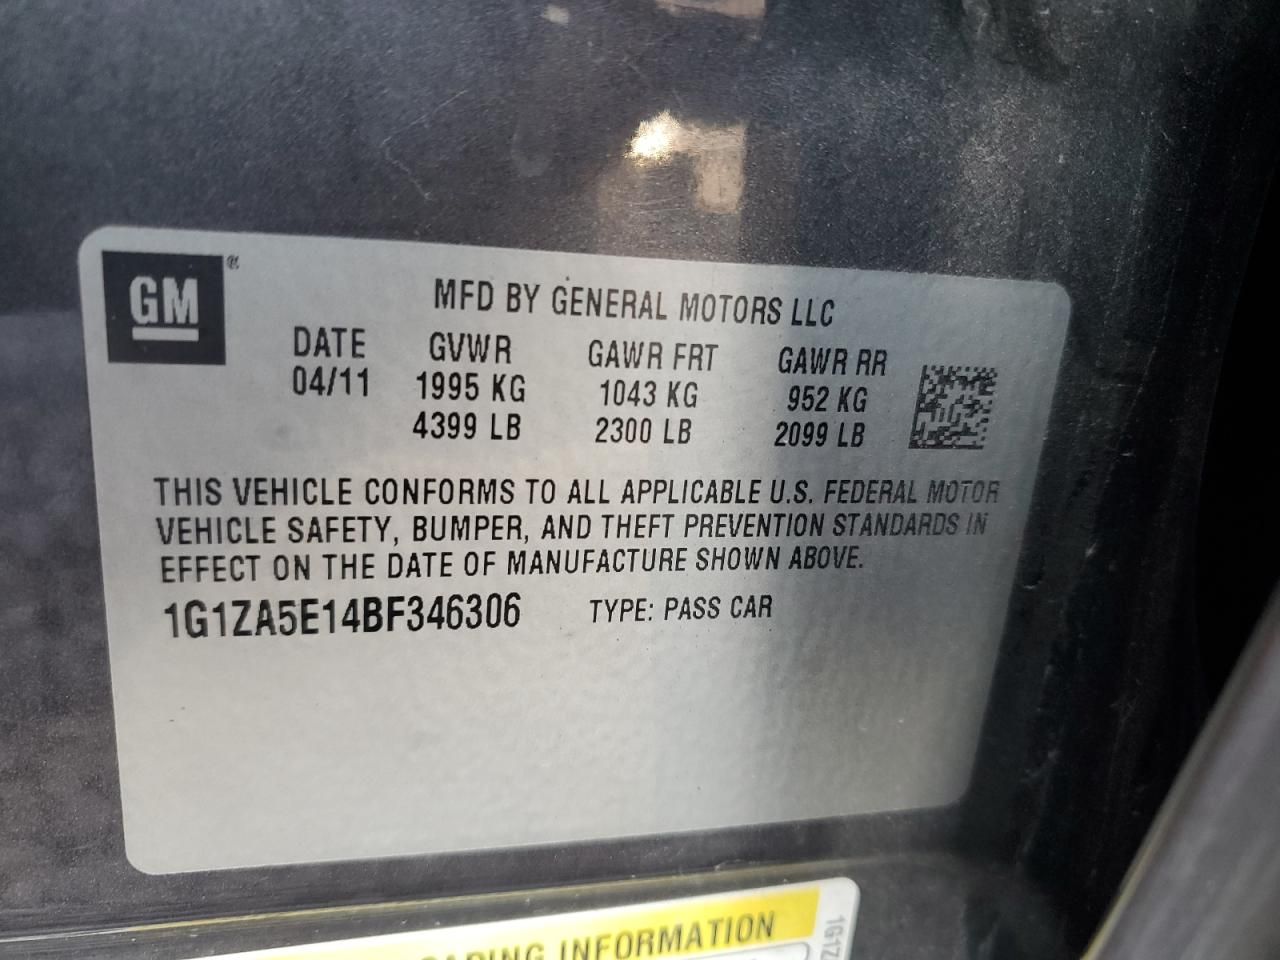 GM®
MFD BY GENERAL MOTORS LLC
DATE GVWR GAWR FRT GAWR RR
04/11 1995 KG 1043 KG 952 KG
4399 LB 2300 LB 2099 LB
THIS VEHICLE CONFORMS TO ALL APPLICABLE U.S. FEDERAL MOTOR
VEHICLE SAFETY, BUMPER, AND THEFT PREVENTION STANDARDS IN
EFFECT ON THE DATE OF MANUFACTURE SHOWN ABOVE.
1G1ZA5E14BF346306 TYPE: PASS CAR
INFORMATION